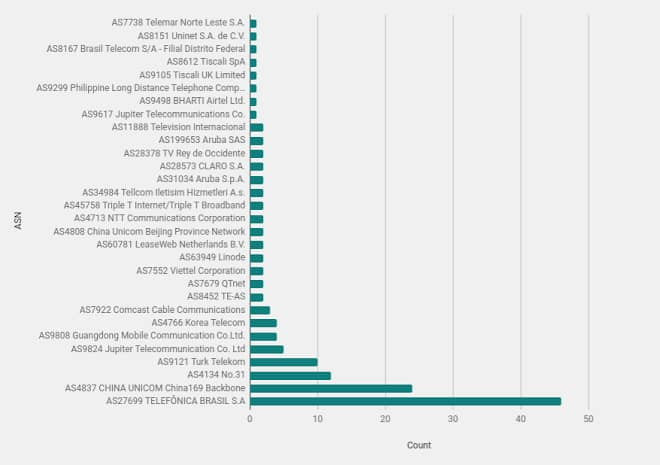 AS7738 Telemar Norte Leste S.A.
AS8151 Uninet S.A. de C.V.
AS8167 Brasil Telecom S/A - Filial Distrito Federal
AS8612 Tiscali SpA
AS9105 Tiscali UK Limited
AS9299 Philippine Long Distance Telephone Comp...
AS9498 BHARTI Airtel Ltd.
AS9617 Jupiter Telecommunications Co.
AS11888 Television Internacional
AS199653 Aruba SAS
AS28378 TV Rey de Occidente
AS28573 CLARO S.A.
AS31034 Aruba S.p.A.
AS34984 Tellcom Iletisim Hizmetleri A.s.
AS45758 Triple T Internet/Triple T Broadband
AS4713 NTT Communications Corporation
AS4808 China Unicom Beijing Province Network
AS60781 LeaseWeb Netherlands B.V.
AS63949 Linode
AS7552 Viettel Corporation
AS7679 QTnet
AS8452 TE-AS
AS7922 Comcast Cable Communications
AS4766 Korea Telecom
AS9808 Guangdong Mobile Communication Co.Ltd.
AS9824 Jupiter Telecommunication Co. Ltd
AS9121 Turk Telekom
AS4134 No.31
AS4837 CHINA UNICOM China169 Backbone
AS27699 TELEFÔNICA BRASIL S.A
ASN
0 10 20 30 40 50
Count